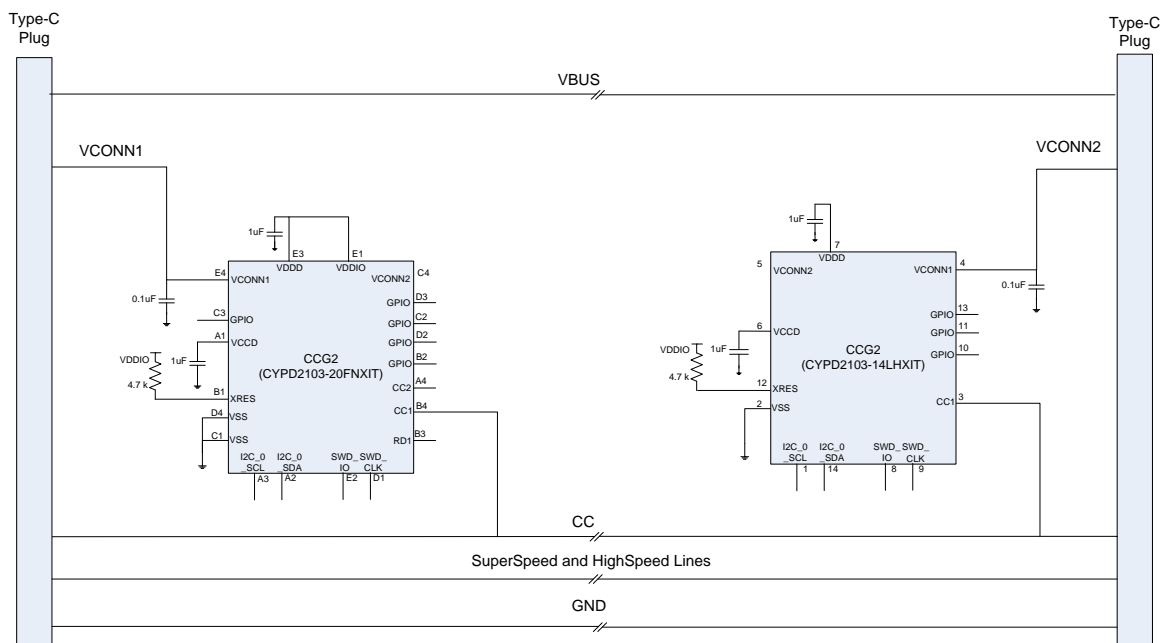 Type-C
Plug
Type-C
Plug
VBUS
VCONN1
VCONN2
1uF
E3
E1
VDDD
VDDIO
E4
VCONN1
VCONN2
C4
0.1uF
C3
GPIO
A1
VCCD
1uF
VDDIO
4.7 k
B1
XRES
D4
VSS
C1
VSS
CCG2
(CYPD2103-20FNXIT)
GPIO
D3
GPIO
C2
GPIO
D2
GPIO
B2
CC2
A4
CC1
B4
RD1
B3
I2C_0
_SCL
I2C_0
_SDA
SWD_
IO
SWD_
CLK
A3
A2
E2
D1
1uF
7
VDDD
5
VCONN2
VCONN1
4
0.1uF
6
VCCD
1uF
VDDIO
4.7 k
12
XRES
2
VSS
CCG2
(CYPD2103-14LHXIT)
GPIO
13
GPIO
11
GPIO
10
CC1
3
I2C_0
_SCL
I2C_0
_SDA
SWD_
IO
SWD_
CLK
1
14
8
9
CC
SuperSpeed and HighSpeed Lines
GND